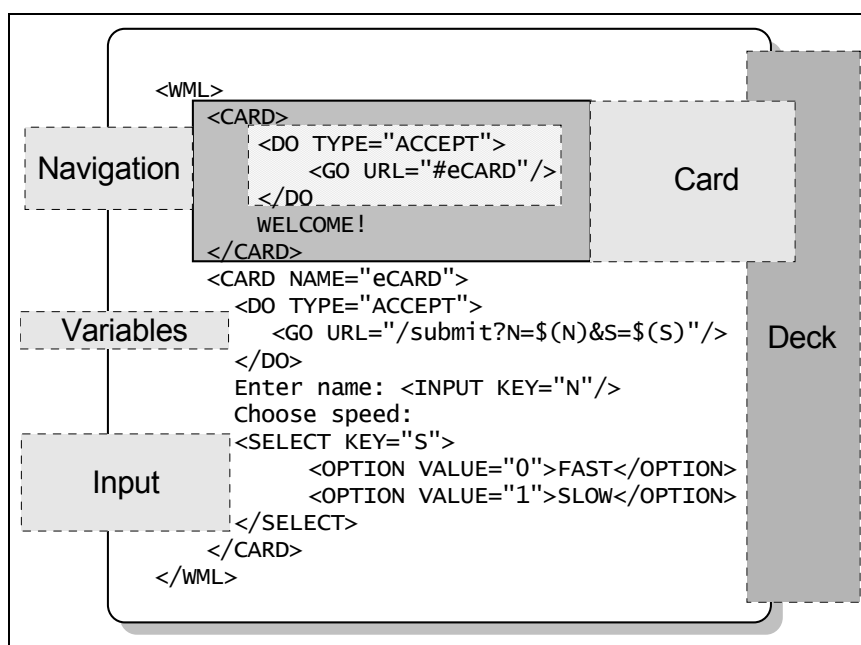 <WML>
<CARD>
<DO TYPE="ACCEPT">
<GO URL="#eCARD"/>
</DO
WELCOME!
</CARD>
<CARD NAME="eCARD">
<DO TYPE="ACCEPT">
<GO URL="/submit?N=$(N)&S=$(S)"/>
</DO>
Enter name: <INPUT KEY="N"/>
Choose speed:
<SELECT KEY="S">
<OPTION VALUE="0">FAST</OPTION>
<OPTION VALUE="1">SLOW</OPTION>
</SELECT>
</CARD>
</WML>
Navigation
Variables
Input
Card
Deck